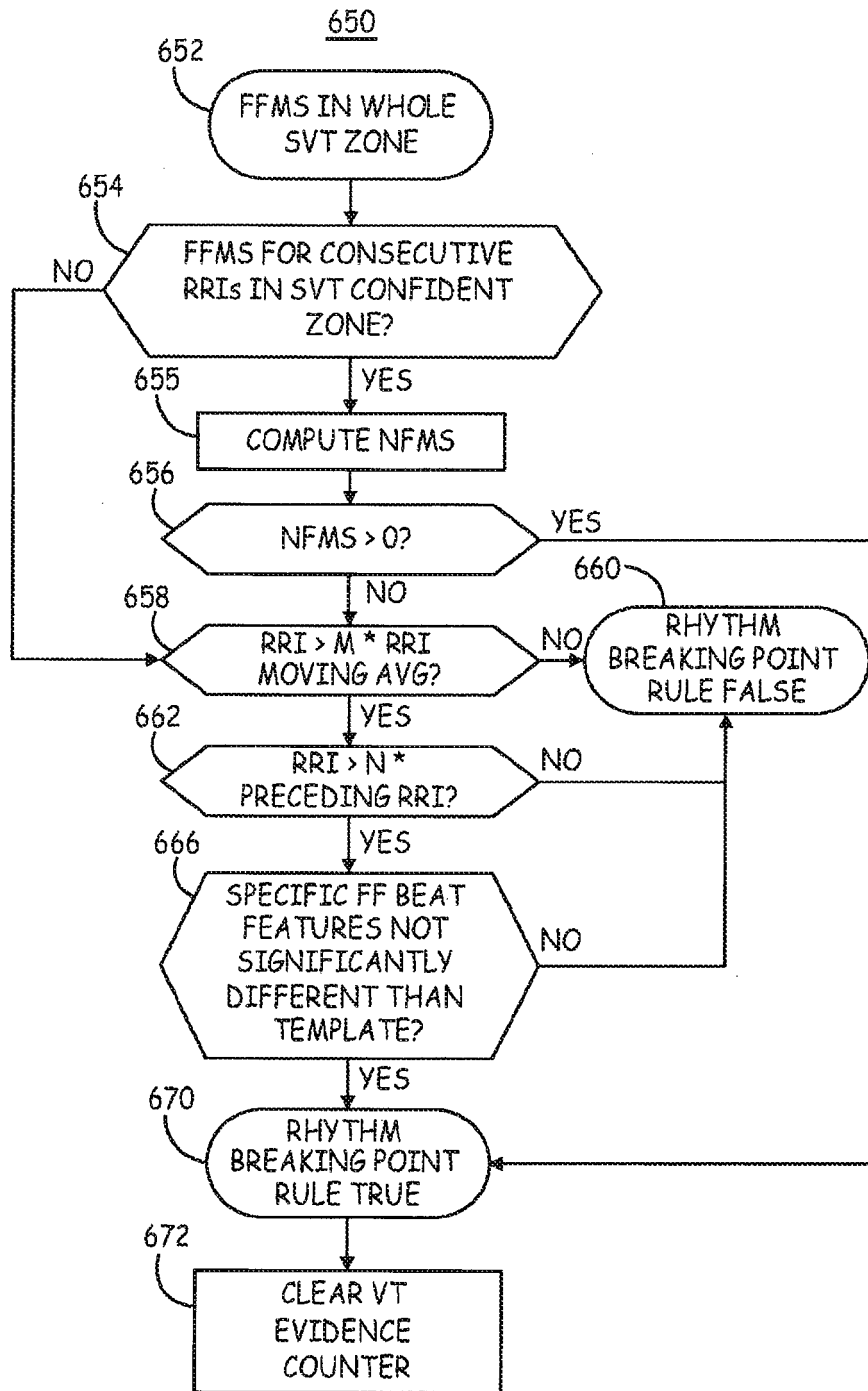 650
652
FFMS IN WHOLE
SVT ZONE
654
FFMS FOR CONSECUTIVE
RRIs IN SVT CONFIDENT
ZONE?
NO
YES
655
COMPUTE NFMS
656
NFMS > 0?
YES
NO
658
RRI > M * RRI
MOVING AVG?
NO
660
RHYTHM
BREAKING POINT
RULE FALSE
YES
662
RRI > N *
PRECEDING RRI?
NO
YES
666
SPECIFIC FF BEAT
FEATURES NOT
SIGNIFICANTLY
DIFFERENT THAN
TEMPLATE?
NO
YES
670
RHYTHM
BREAKING POINT
RULE TRUE
672
CLEAR VT
EVIDENCE
COUNTER